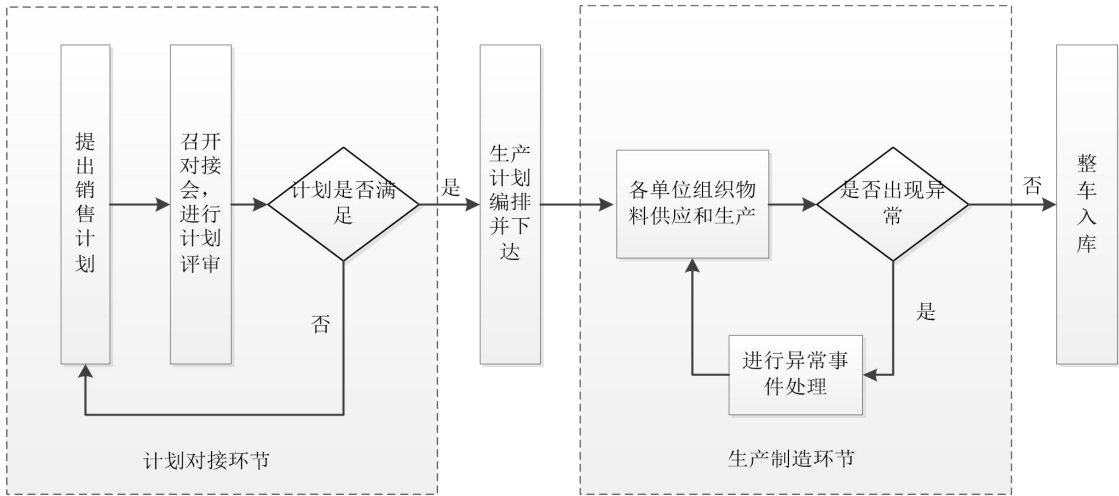 提
出
销
售
计
划
召开
对接
会，
进行
计划
评审
计划是否满
足
是
否
计划对接环节
生产
计划
编排
并下
达
各单位组织物
料供应和生产
是否出现异
常
否
是
进行异常事
件处理
生产制造环节
整
车
入
库